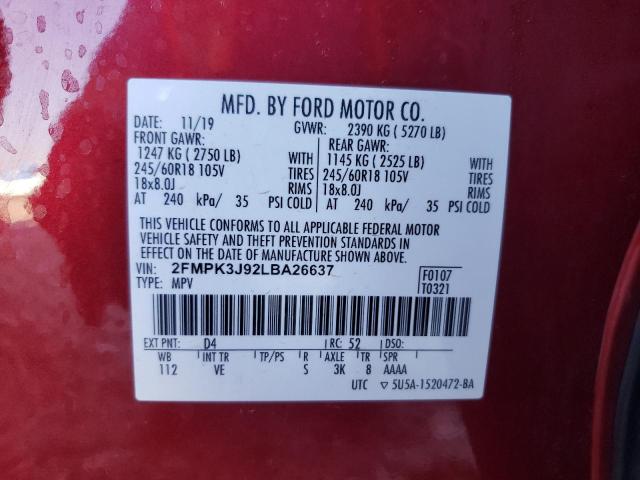 MFD. BY FORD MOTOR CO.
DATE: 11/19 GVWR: 2390 KG ( 5270 LB)
FRONT GAWR: REAR GAWR:
1247 KG ( 2750 LB) WITH 1145 KG ( 2525 LB) WITH
245/60R18 105V TIRES 245/60R18 105V TIRES
18x8.0J RIMS 18x8.0J RIMS
AT 240 kPa/ 35 PSI COLD AT 240 kPa/ 35 PSI COLD
THIS VEHICLE CONFORMS TO ALL APPLICABLE FEDERAL MOTOR
VEHICLE SAFETY AND THEFT PREVENTION STANDARDS IN
EFFECT ON THE DATE OF MANUFACTURE SHOWN ABOVE.
VIN: 2FMPK3J92LBA26637 F0107
TYPE: MPV T0321
EXT PNT: D4 RC: 52 DSO:
WB INT TR TP/PS R AXLE TR SPR
112 VE S 3K 8 AAAA
UTC ▽ 5U5A-1520472-BA